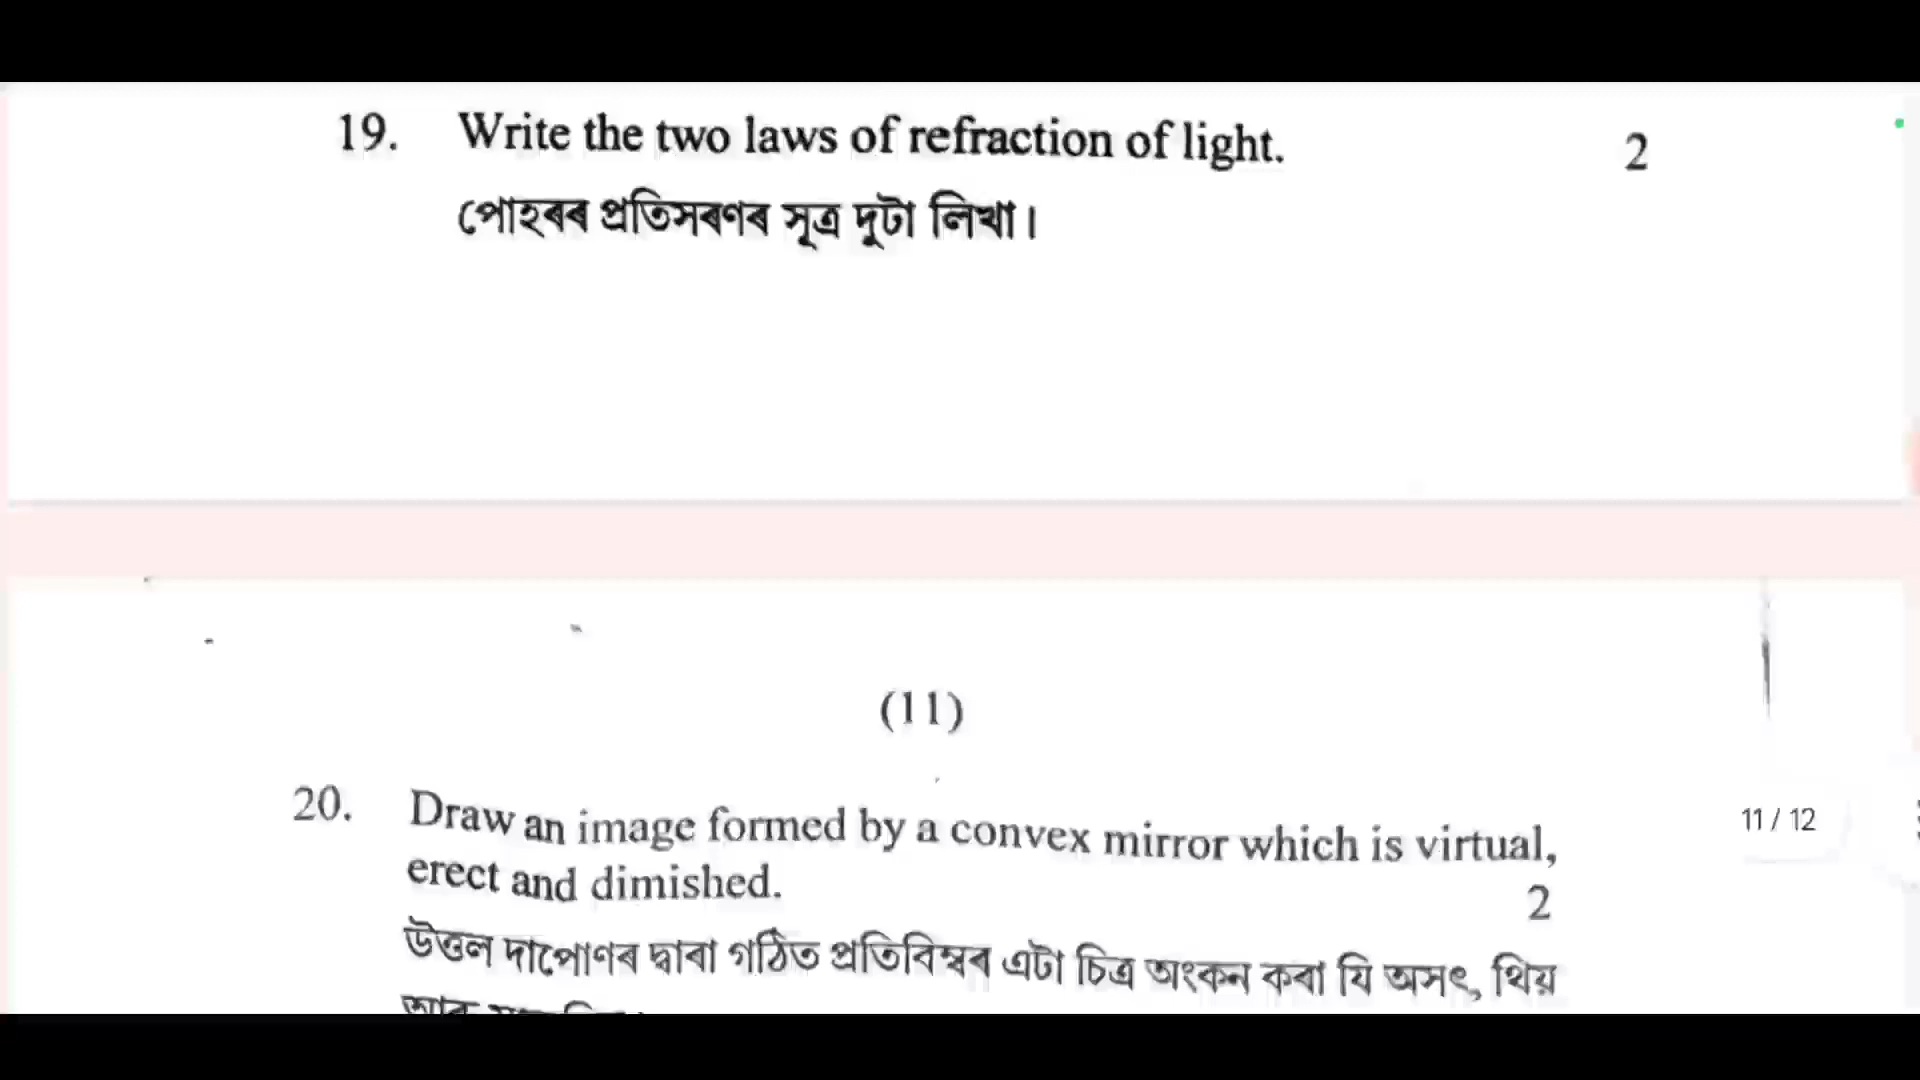 19. Write the two laws of refraction of light. 2
পোহৰৰ প্ৰতিসৰণৰ সূত্ৰ দুটা লিখা।
(11)
20. Draw an image formed by a convex mirror which is virtual,
11 / 12
erect and dimished. 2
উত্তল দাপোণৰ দ্বাৰা গঠিত প্ৰতিবিম্বৰ এটা চিত্ৰ অংকন কৰা যি অসৎ, থিয়